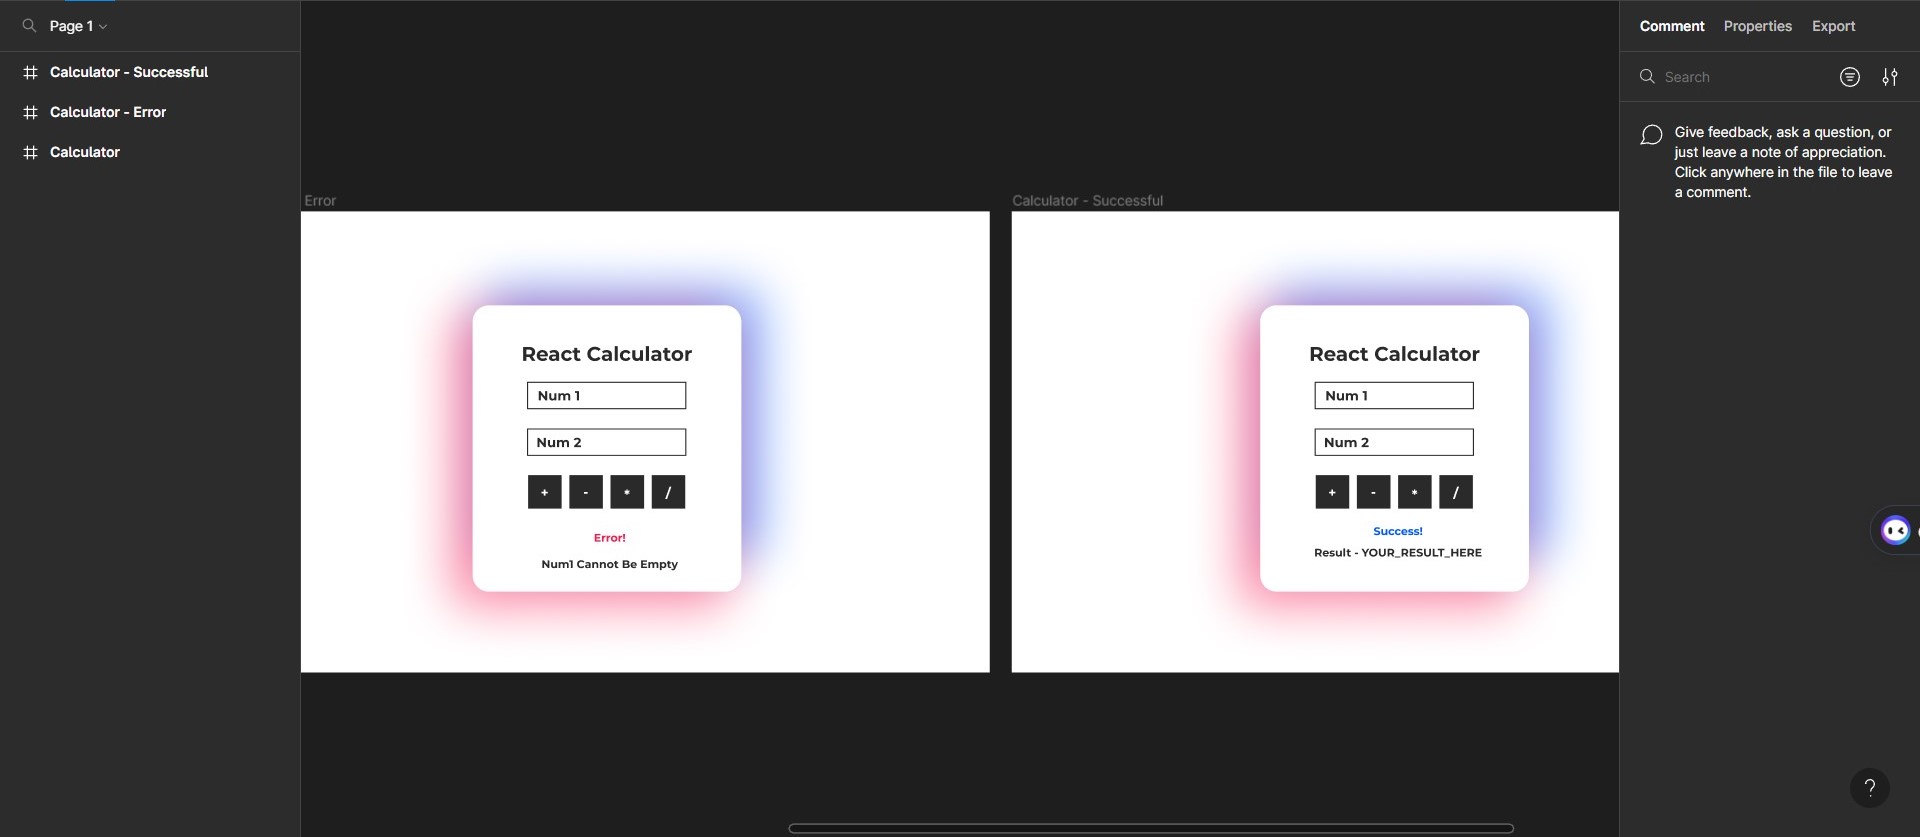 Page 1
Calculator - Successful
Calculator - Error
Calculator
Error
React Calculator
Num 1
Num 2
+ - * /
Error!
Num1 Cannot Be Empty
Calculator - Successful
React Calculator
Num 1
Num 2
+ - * /
Success!
Result - YOUR_RESULT_HERE
Comment Properties Export
Search
Give feedback, ask a question, or
just leave a note of appreciation.
Click anywhere in the file to leave
a comment.
?